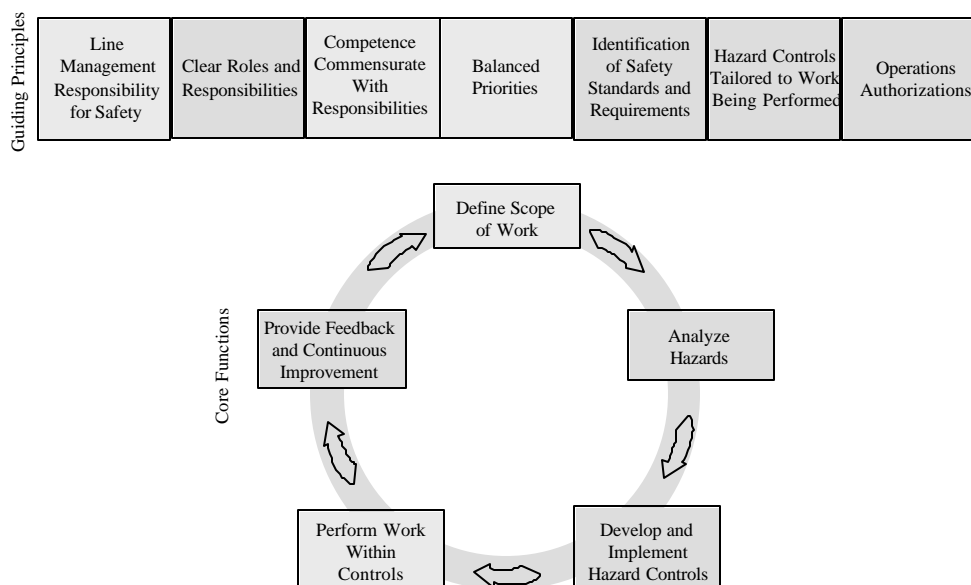 Guiding Principles
Line
Management
Responsibility
for Safety
Clear Roles and
Responsibilities
Competence
Commensurate
With
Responsibilities
Balanced
Priorities
Identification
of Safety
Standards and
Requirements
Hazard Controls
Tailored to Work
Being Performed
Operations
Authorizations
Core Functions
Define Scope
of Work
Analyze
Hazards
Develop and
Implement
Hazard Controls
Perform Work
Within
Controls
Provide Feedback
and Continuous
Improvement